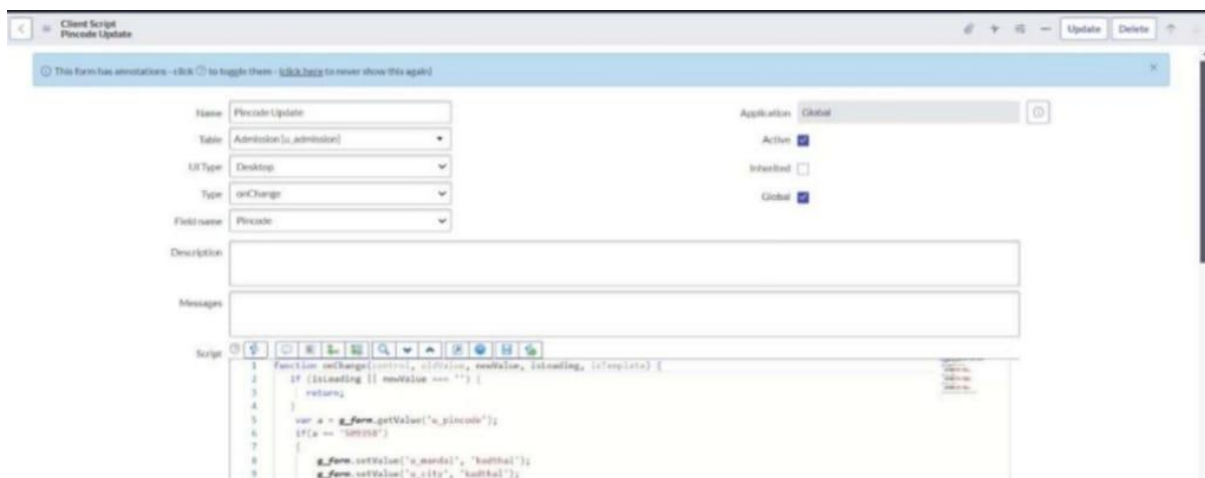 Client Script
Pincode Update
Update
Delete
This form has annotations - click to toggle them - (click here to never show this again)
Name
Pincode Update
Application
Global
Table
Admission [u_admission]
Active
UI Type
Desktop
Inherited
Type
onChange
Global
Field name
Pincode
Description
Messages
Script
1 function onChange(control, oldValue, newValue, isLoading, isTemplate) {
2 if (isLoading || newValue === '') {
3 return;
4 }
5 var a = g_form.getValue('u_pincode');
6 if(a == '509358')
7 {
8 g_form.setValue('u_mandal', 'kadthal');
9 g_form.setValue('u_city', 'kadthal');